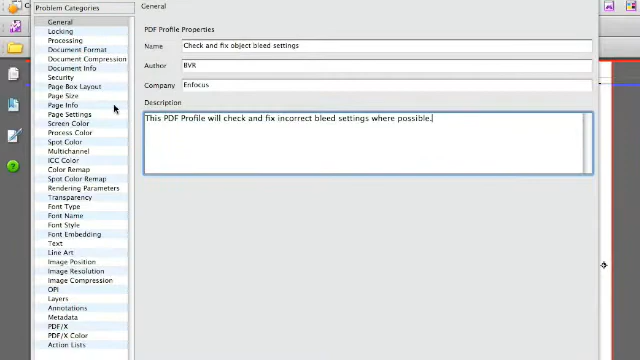 Problem Categories
General
Locking
Processing
Document Format
Document Compression
Document Info
Security
Page Box Layout
Page Size
Page Info
Page Settings
Screen Color
Process Color
Spot Color
Multichannel
ICC Color
Color Remap
Spot Color Remap
Rendering Parameters
Transparency
Font Type
Font Name
Font Style
Font Embedding
Text
Line Art
Image Position
Image Resolution
Image Compression
OPI
Layers
Annotations
Metadata
PDF/X
PDF/X Color
Action Lists
General
PDF Profile Properties
Name
Check and fix object bleed settings
Author
BVR
Company
Enfocus
Description
This PDF Profile will check and fix incorrect bleed settings where possible.